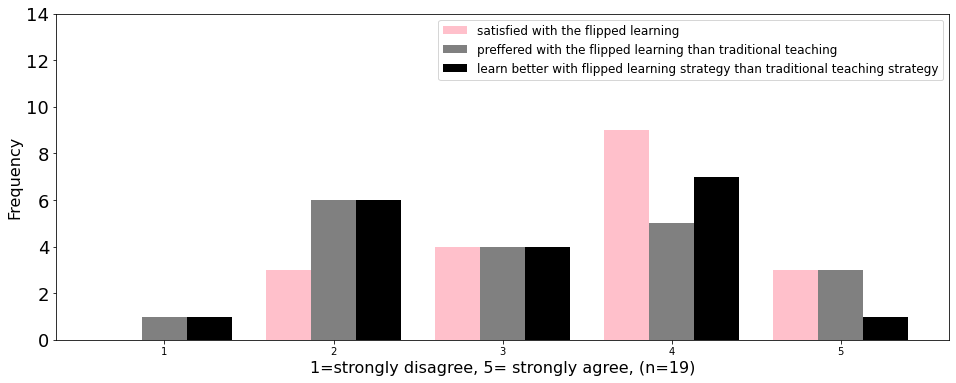 satisfied with the flipped learning
preffered with the flipped learning than traditional teaching
learn better with flipped learning strategy than traditional teaching strategy
14
12
10
8
6
4
2
0
Frequency
1 2 3 4 5
1=strongly disagree, 5= strongly agree, (n=19)